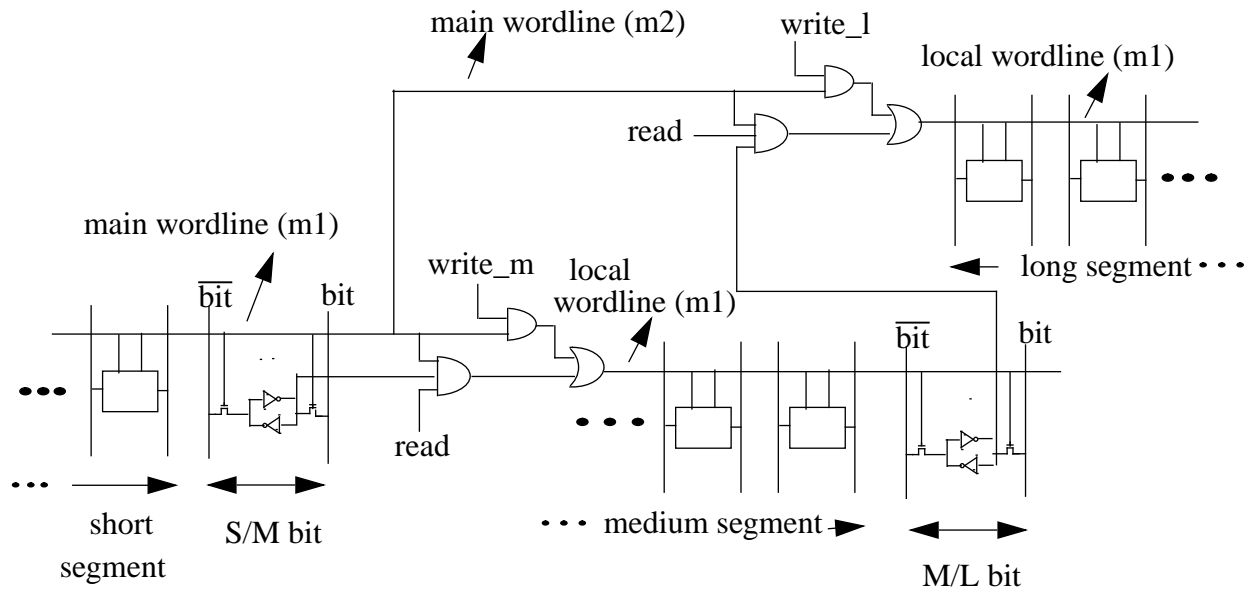 main wordline (m2)
write_l
local wordline (m1)
read
main wordline (m1)
write_m
local
wordline (m1)
long segment
bit
bit
bit
bit
read
short
segment
S/M bit
medium segment
M/L bit